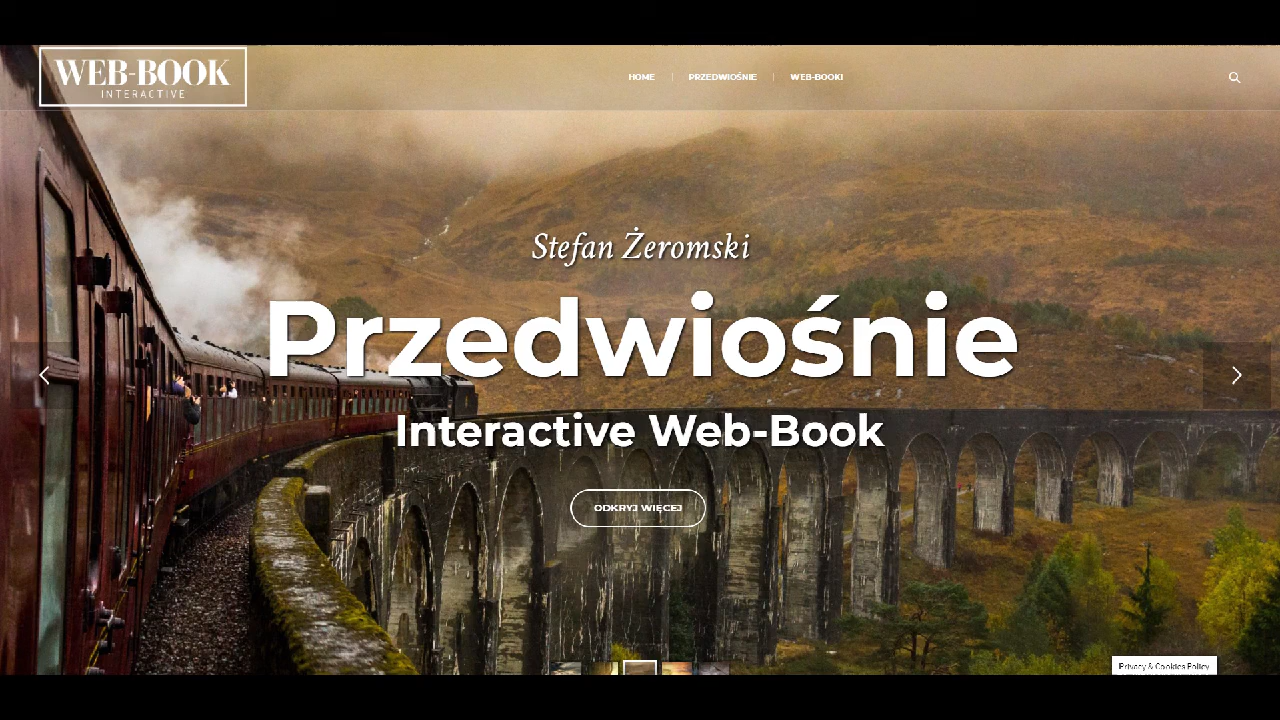 WEB-BOOK
INTERACTIVE
HOME
PRZEDWIOŚNIE
WEB-BOOKI
Stefan Żeromski
Przedwiośnie
Interactive Web-Book
ODKRYJ WIĘCEJ
Privacy & Cookies Policy